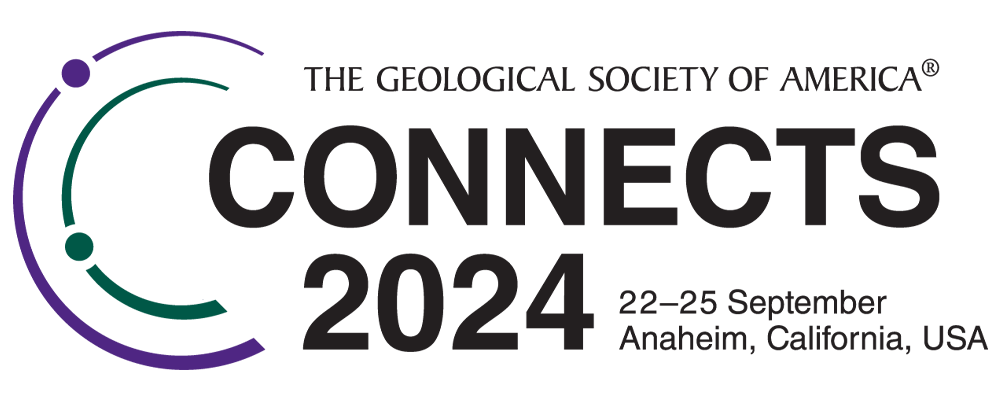 THE GEOLOGICAL SOCIETY OF AMERICA®
CONNECTS
2024
22–25 September
Anaheim, California, USA